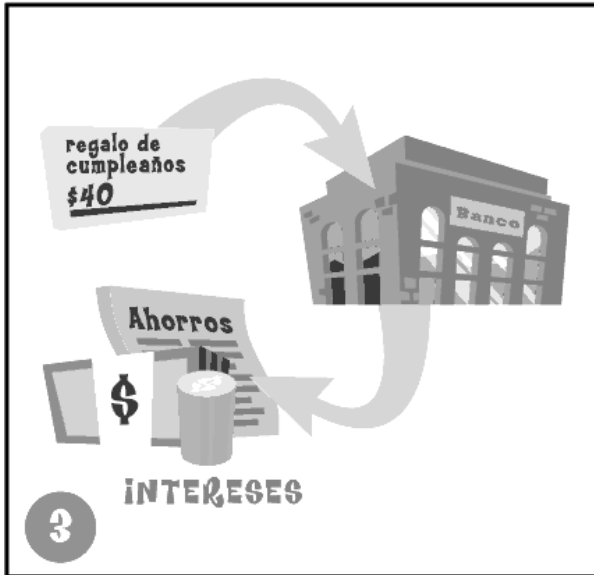 regalo de
cumpleaños
$40
Banco
Ahorros
$
INTERESES
3